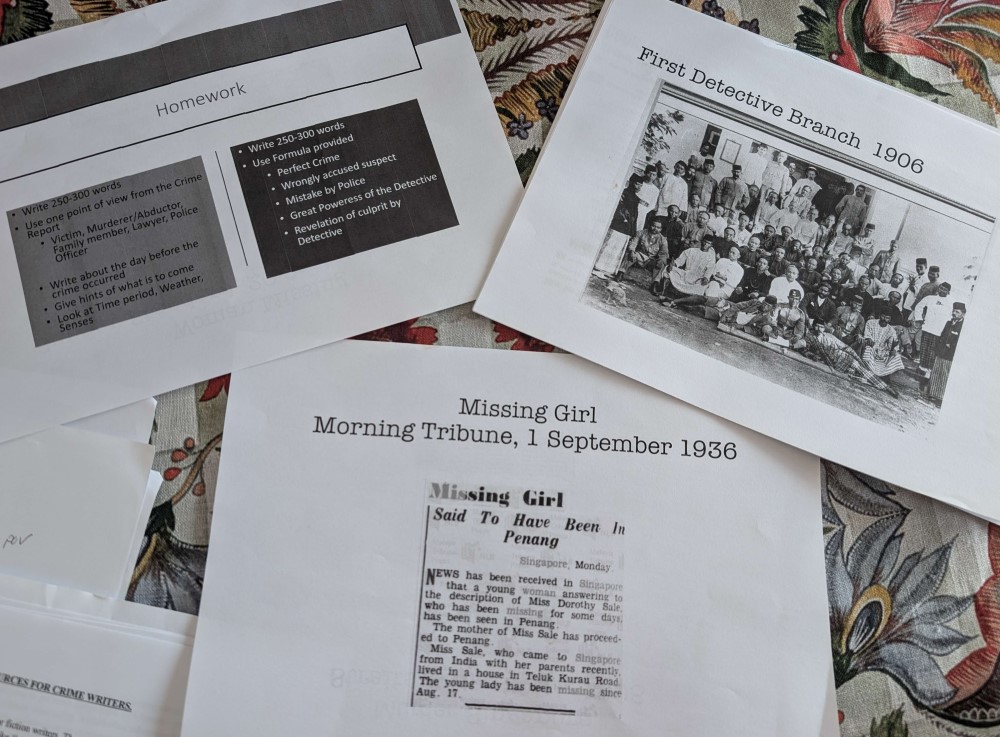 Homework
• Write 250-300 words
• Use one point of view from the Crime
Report
• Victim, Murderer/Abductor,
Family member, Lawyer, Police
Officer
• Write about the day before the
crime occurred
• Give hints of what is to come
• Look at Time period, Weather,
Senses
• Write 250-300 words
• Use Formula provided
• Perfect Crime
• Wrongly accused suspect
• Mistake by Police
• Great Poweress of the Detective
• Revelation of culprit by
Detective
First Detective Branch 1906
Missing Girl
Morning Tribune, 1 September 1936
Missing Girl
Said To Have Been In
Penang
Singapore, Monday.
NEWS has been received in Singapore
that a young woman answering to
the description of Miss Dorothy Sale,
who has been missing for some days,
has been seen in Penang.
The mother of Miss Sale has proceed-
ed to Penang.
Miss Sale, who came to Singapore
from India with her parents recently,
lived in a house in Teluk Kurau Road.
The young lady has been missing since
Aug. 17.
POV
URCES FOR CRIME WRITERS.
fiction writers.